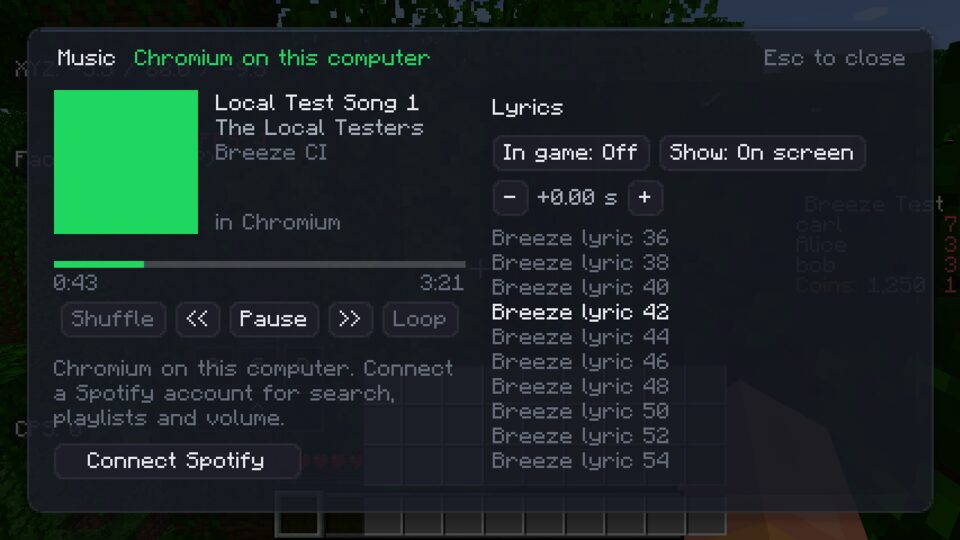 Music Chromium on this computer
Esc to close
Local Test Song 1
The Local Testers
Breeze CI
in Chromium
0:43
3:21
Shuffle << Pause >> Loop
Chromium on this computer. Connect
a Spotify account for search,
playlists and volume.
Connect Spotify
Lyrics
In game: Off
Show: On screen
- +0.00 s +
Breeze lyric 36
Breeze lyric 38
Breeze lyric 40
Breeze lyric 42
Breeze lyric 44
Breeze lyric 46
Breeze lyric 48
Breeze lyric 50
Breeze lyric 52
Breeze lyric 54
Breeze Test
carl 7
Alice 3
bob 3
Coins: 1,250 1